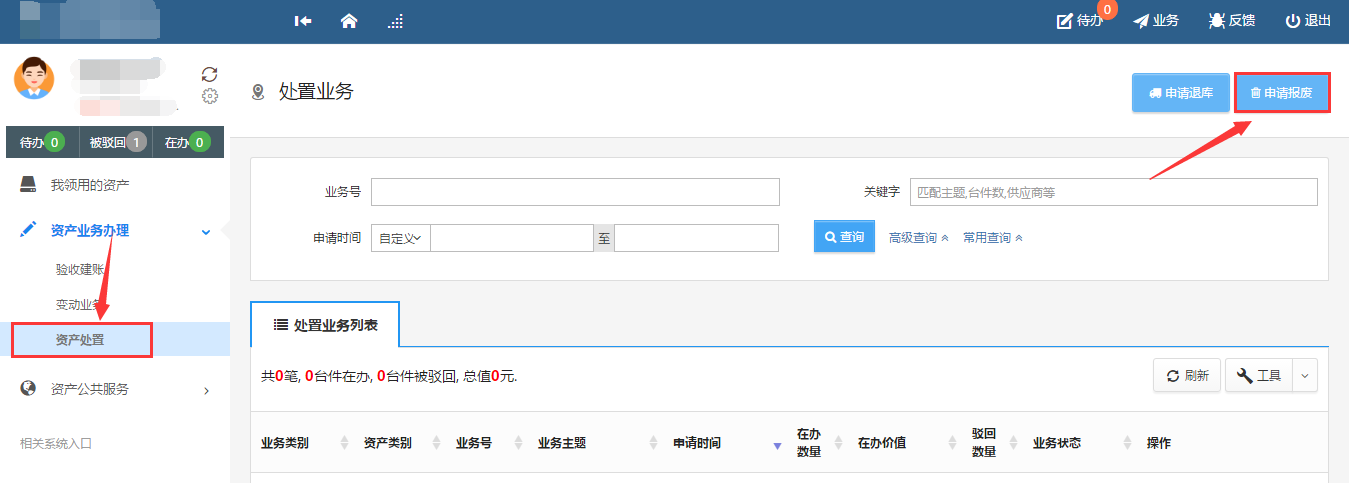 待办 0 业务 反馈 退出
待办 0 被驳回 1 在办 0
我领用的资产
资产业务办理
验收建账
变动业务
资产处置
资产公共服务
相关系统入口
处置业务
申请退库 申请报废
业务号 关键字 匹配主题,台件数,供应商等
申请时间 自定义 至 查询 高级查询 常用查询
处置业务列表
共0笔, 0台件在办, 0台件被驳回, 总值0元.
刷新 工具
业务类别 资产类别 业务号 业务主题 申请时间 在办数量 在办价值 驳回数量 业务状态 操作